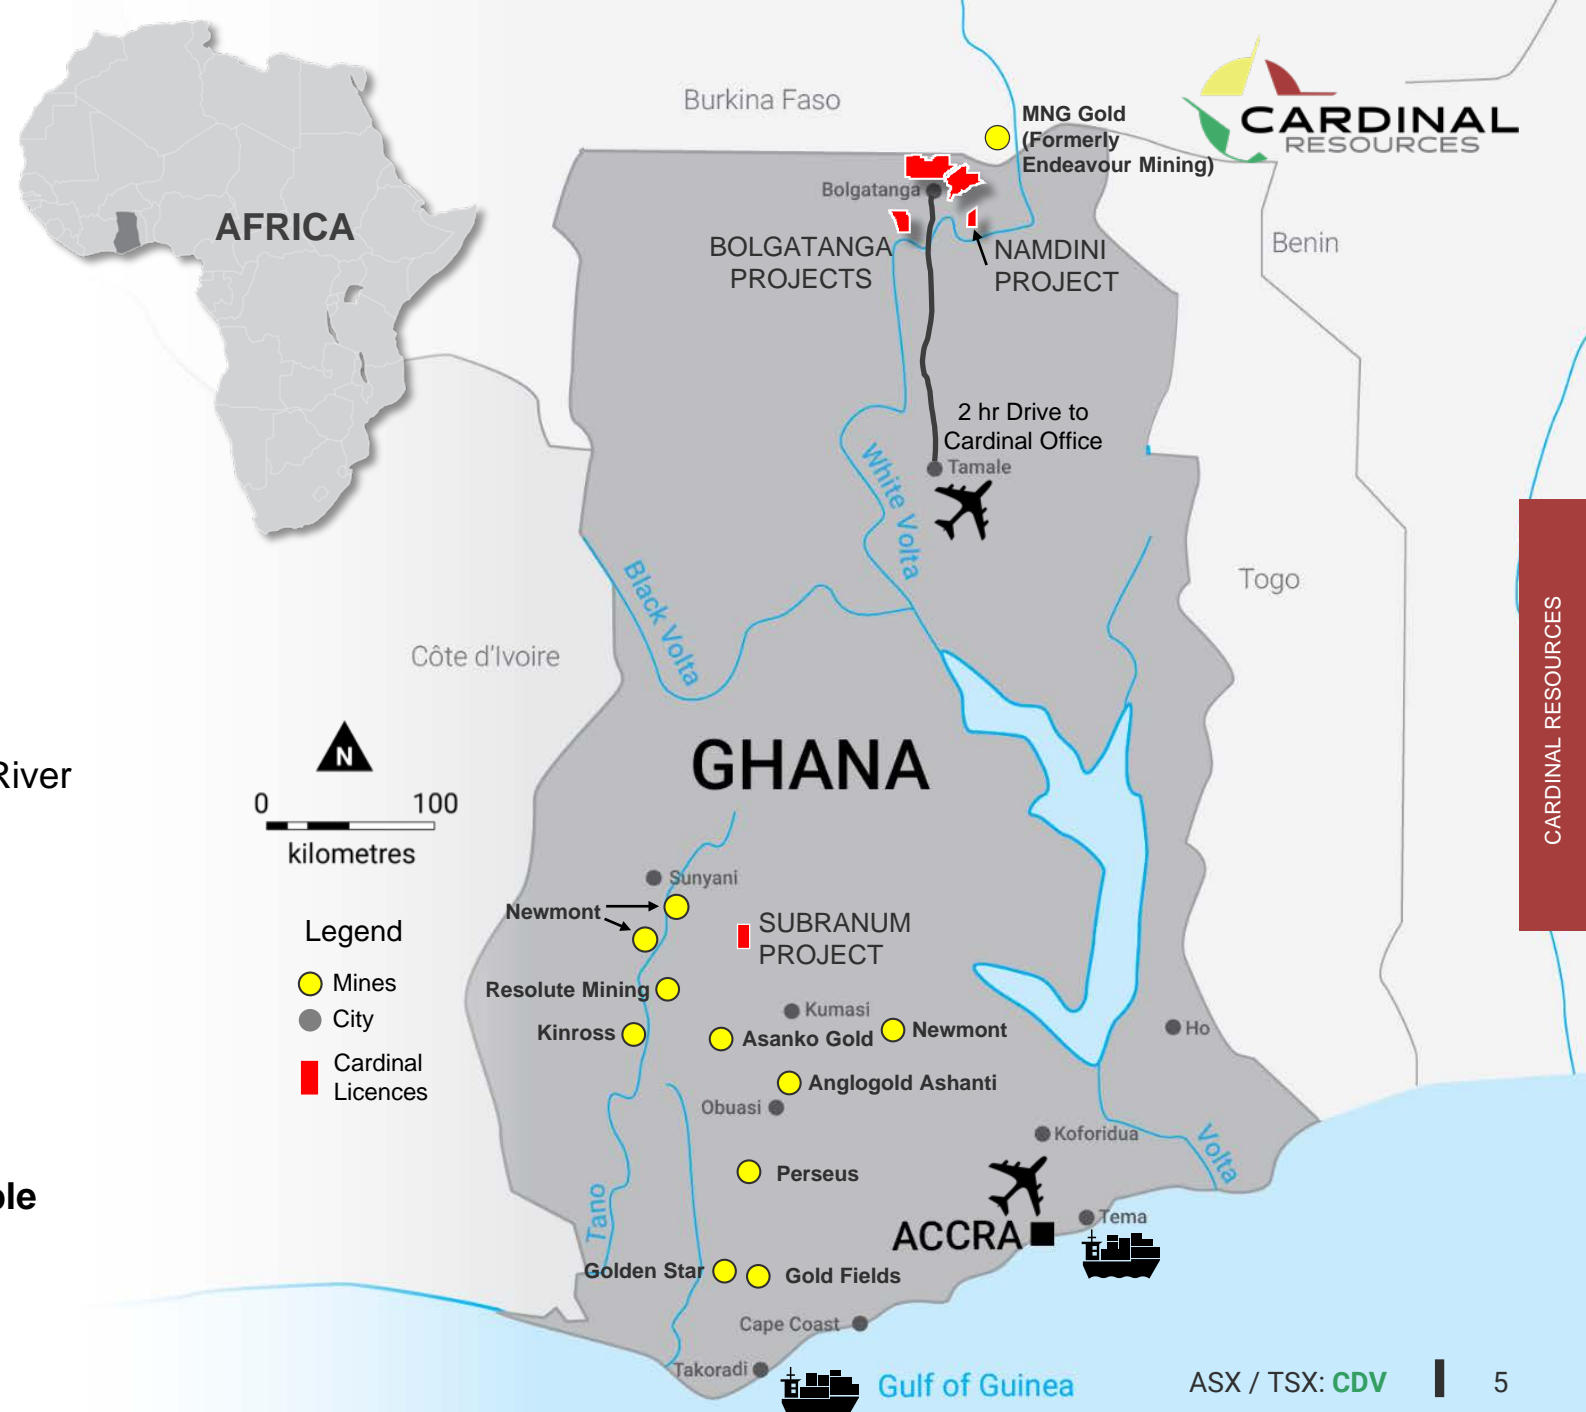 AFRICA
Burkina Faso
MNG Gold
(Formerly
Endeavour Mining)
CARDINAL
RESOURCES
Bolgatanga
BOLGATANGA
PROJECTS
NAMDINI
PROJECT
Benin
2 hr Drive to
Cardinal Office
Tamale
White Volta
Black Volta
Togo
Côte d'Ivoire
CARDINAL RESOURCES
GHANA
River
N
0 100
kilometres
Sunyani
Newmont
SUBRANUM
PROJECT
Legend
Mines
City
Cardinal
Licences
Resolute Mining
Kinross
Kumasi
Asanko Gold
Newmont
Ho
Anglogold Ashanti
Obuasi
Koforidua
Volta
Perseus
Tano
ACCRA
Tema
Golden Star
Gold Fields
Cape Coast
Takoradi
Gulf of Guinea
ASX / TSX: CDV
5